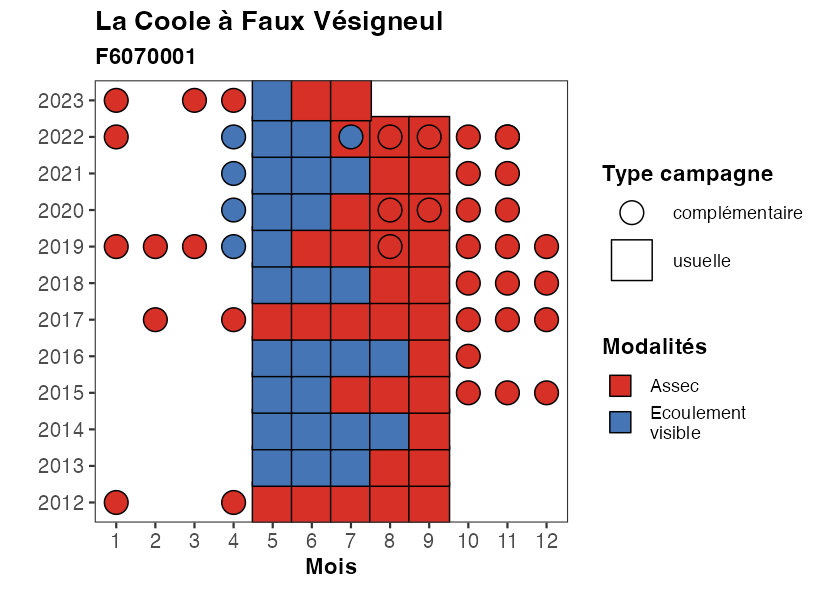 La Coole à Faux Vésigneul
F6070001
2023
2022
2021
2020
2019
2018
2017
2016
2015
2014
2013
2012
1 2 3 4 5 6 7 8 9 10 11 12
Mois
Type campagne
complémentaire
usuelle
Modalités
Assec
Ecoulement
visible